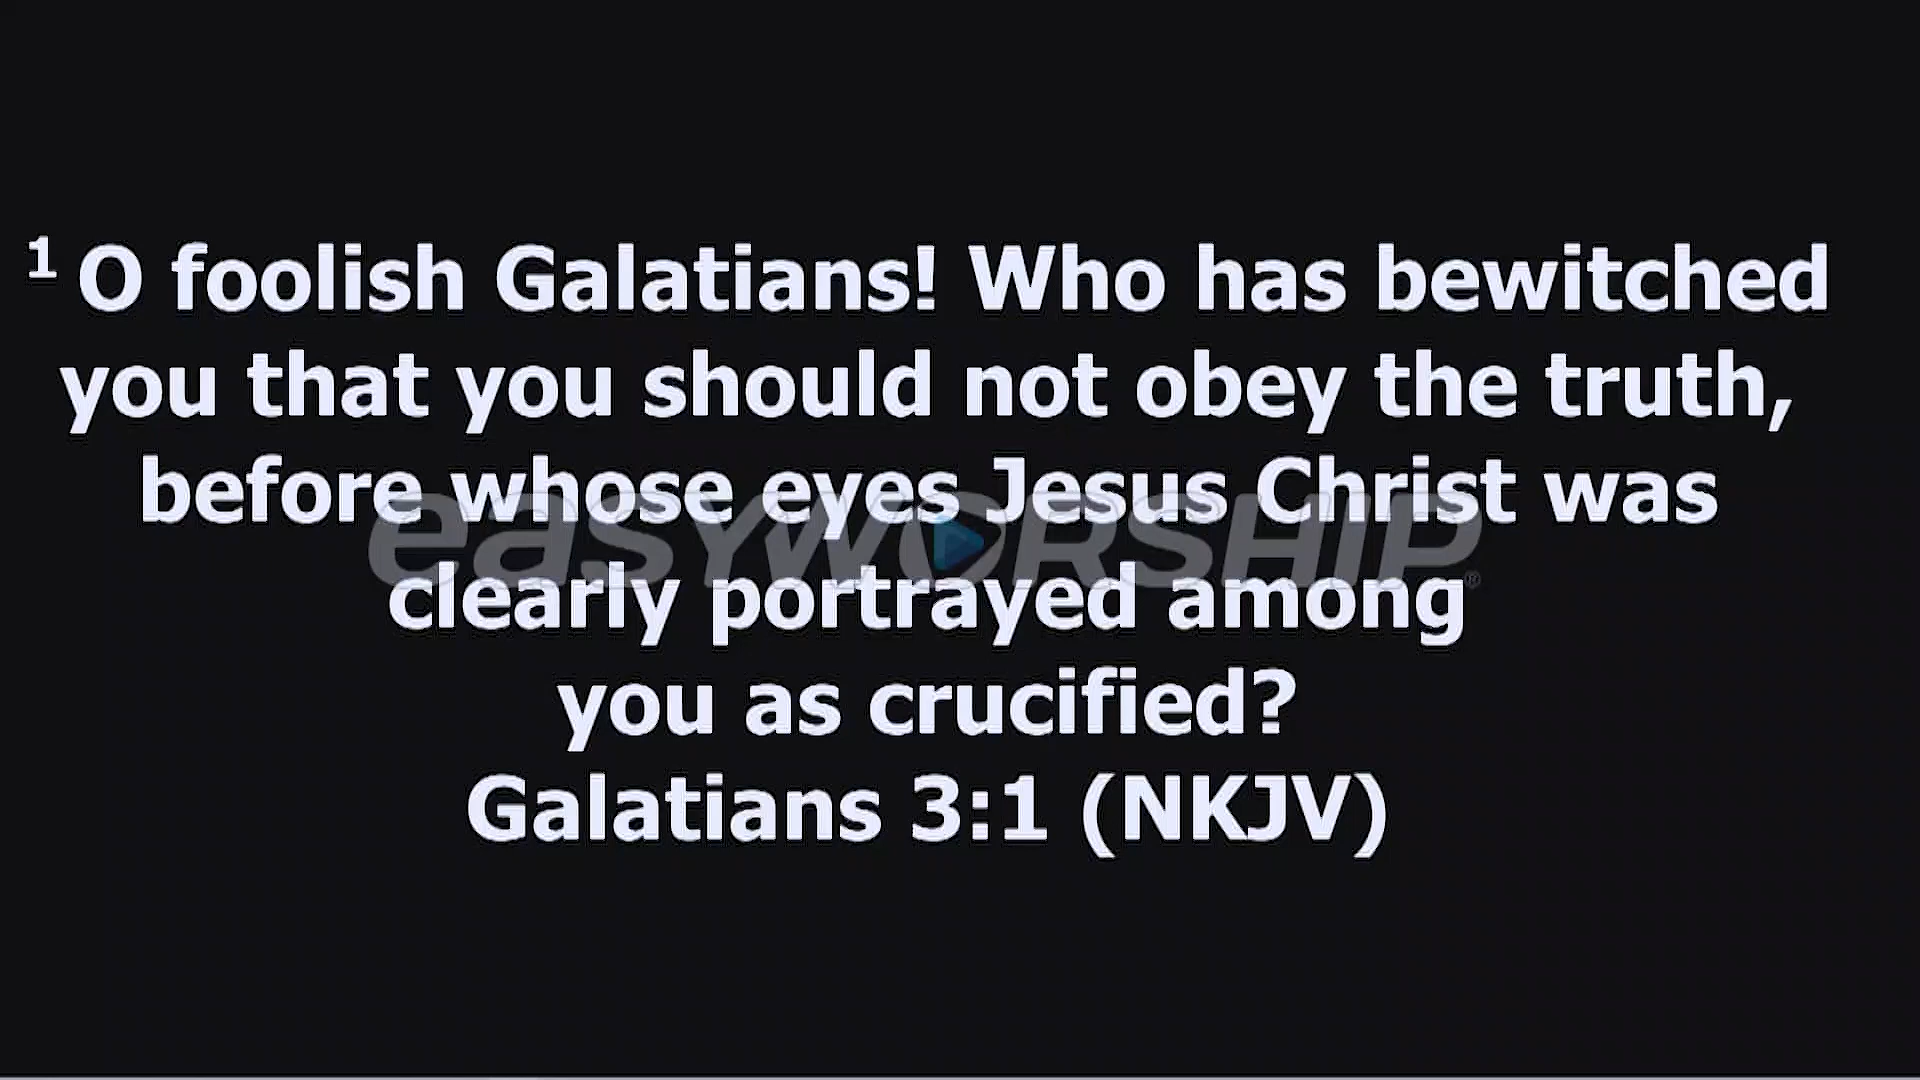 1 O foolish Galatians! Who has bewitched
you that you should not obey the truth,
before whose eyes Jesus Christ was
easyWORSHIP®
clearly portrayed among
you as crucified?
Galatians 3:1 (NKJV)